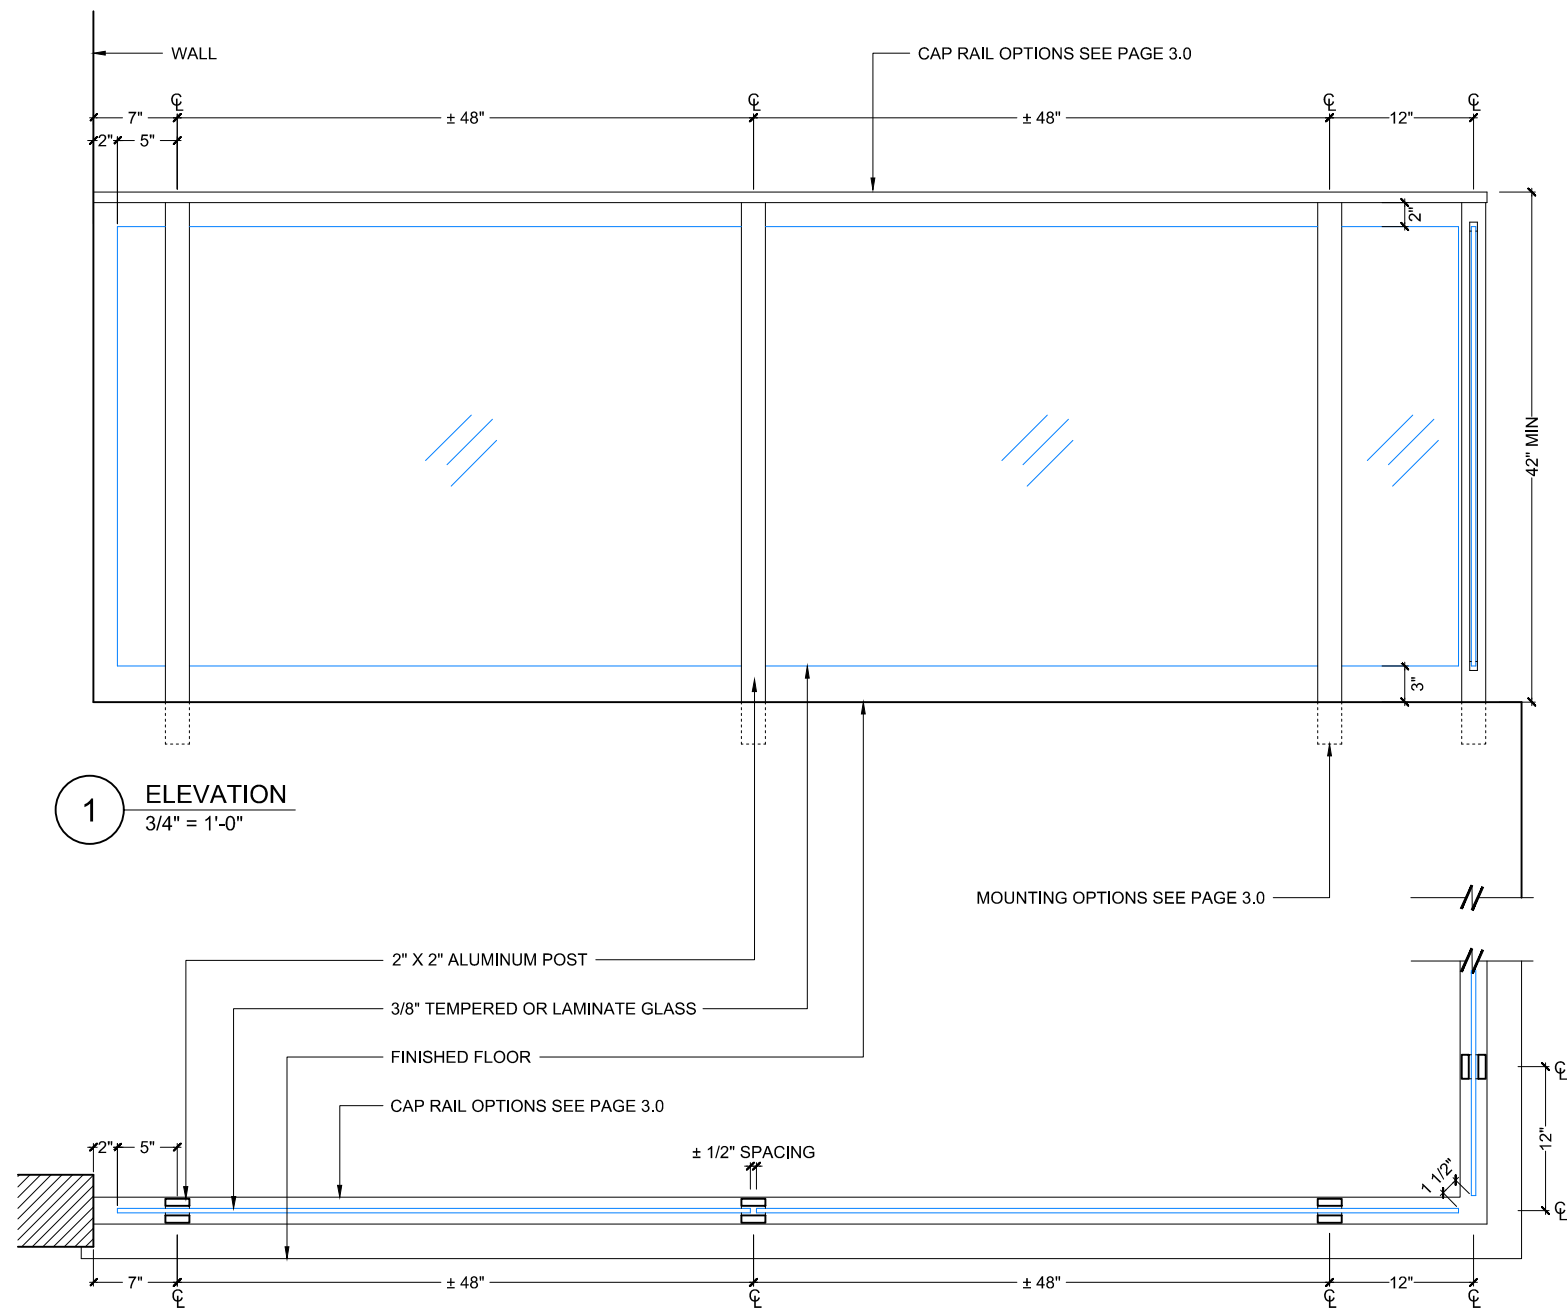 WALL
CAP RAIL OPTIONS SEE PAGE 3.0
℄ ℄ ℄ ℄
7" ± 48" ± 48" 12"
2" 5"
2"
42" MIN
3"
1 ELEVATION
3/4" = 1'-0"
MOUNTING OPTIONS SEE PAGE 3.0
2" X 2" ALUMINUM POST
3/8" TEMPERED OR LAMINATE GLASS
FINISHED FLOOR
℄
CAP RAIL OPTIONS SEE PAGE 3.0
12"
2" 5"
± 1/2" SPACING
1 1/2"
℄
7" ± 48" ± 48" 12"
℄ ℄ ℄ ℄